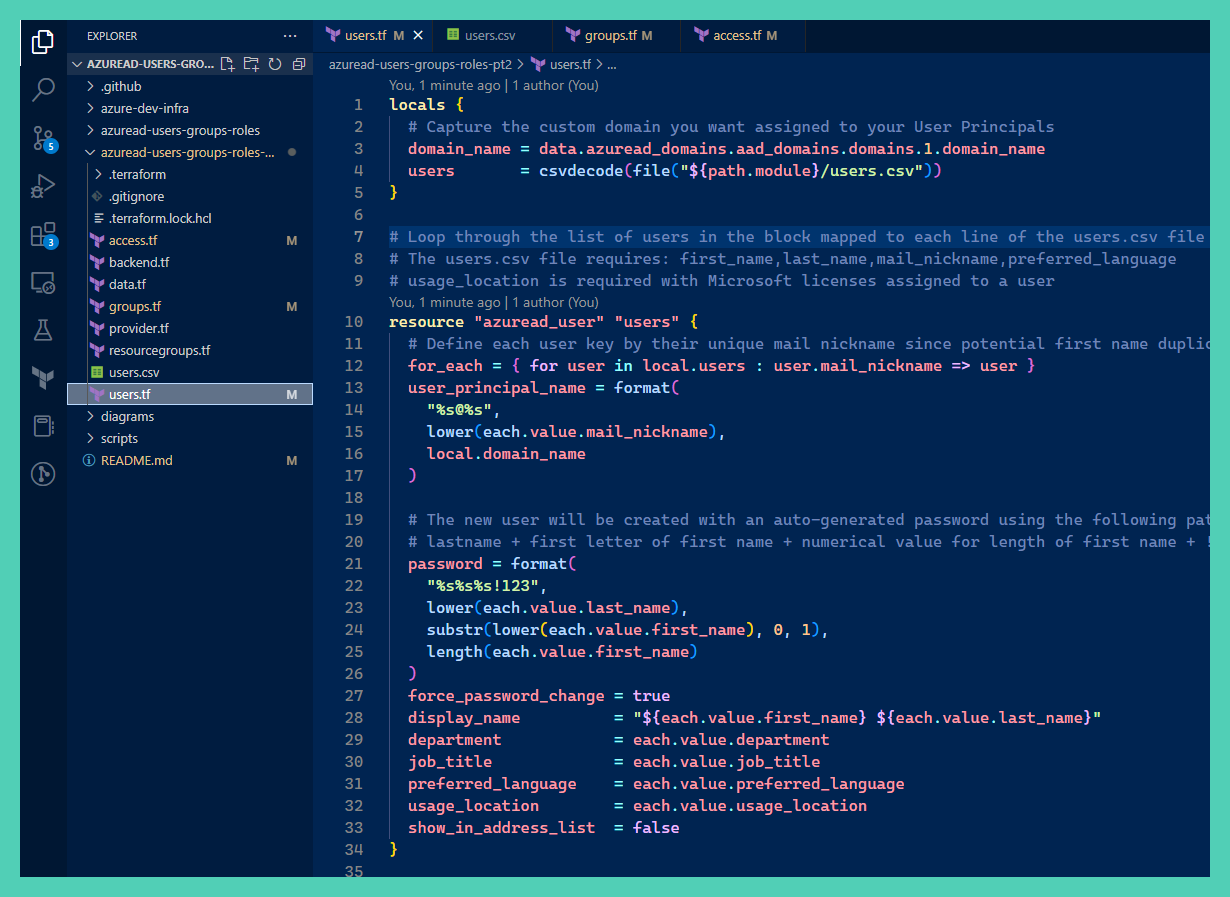 EXPLORER
AZUREAD-USERS-GRO...
.github
azure-dev-infra
azuread-users-groups-roles
azuread-users-groups-roles-...
.terraform
.gitignore
.terraform.lock.hcl
access.tf M
backend.tf
data.tf
groups.tf M
provider.tf
resourcegroups.tf
users.csv
users.tf M
diagrams
scripts
README.md M
5
3
users.tf M
users.csv
groups.tf M
access.tf M
azuread-users-groups-roles-pt2 > users.tf > ...
You, 1 minute ago | 1 author (You)
1 locals {
2 # Capture the custom domain you want assigned to your User Principals
3 domain_name = data.azuread_domains.aad_domains.domains.1.domain_name
4 users = csvdecode(file("${path.module}/users.csv"))
5 }
6
7 # Loop through the list of users in the block mapped to each line of the users.csv file
8 # The users.csv file requires: first_name,last_name,mail_nickname,preferred_language
9 # usage_location is required with Microsoft licenses assigned to a user
You, 1 minute ago | 1 author (You)
10 resource "azuread_user" "users" {
11 # Define each user key by their unique mail nickname since potential first name duplic
12 for_each = { for user in local.users : user.mail_nickname => user }
13 user_principal_name = format(
14 "%s@%s",
15 lower(each.value.mail_nickname),
16 local.domain_name
17 )
18
19 # The new user will be created with an auto-generated password using the following pat
20 # lastname + first letter of first name + numerical value for length of first name + !
21 password = format(
22 "%s%s%s!123",
23 lower(each.value.last_name),
24 substr(lower(each.value.first_name), 0, 1),
25 length(each.value.first_name)
26 )
27 force_password_change = true
28 display_name = "${each.value.first_name} ${each.value.last_name}"
29 department = each.value.department
30 job_title = each.value.job_title
31 preferred_language = each.value.preferred_language
32 usage_location = each.value.usage_location
33 show_in_address_list = false
34 }
35